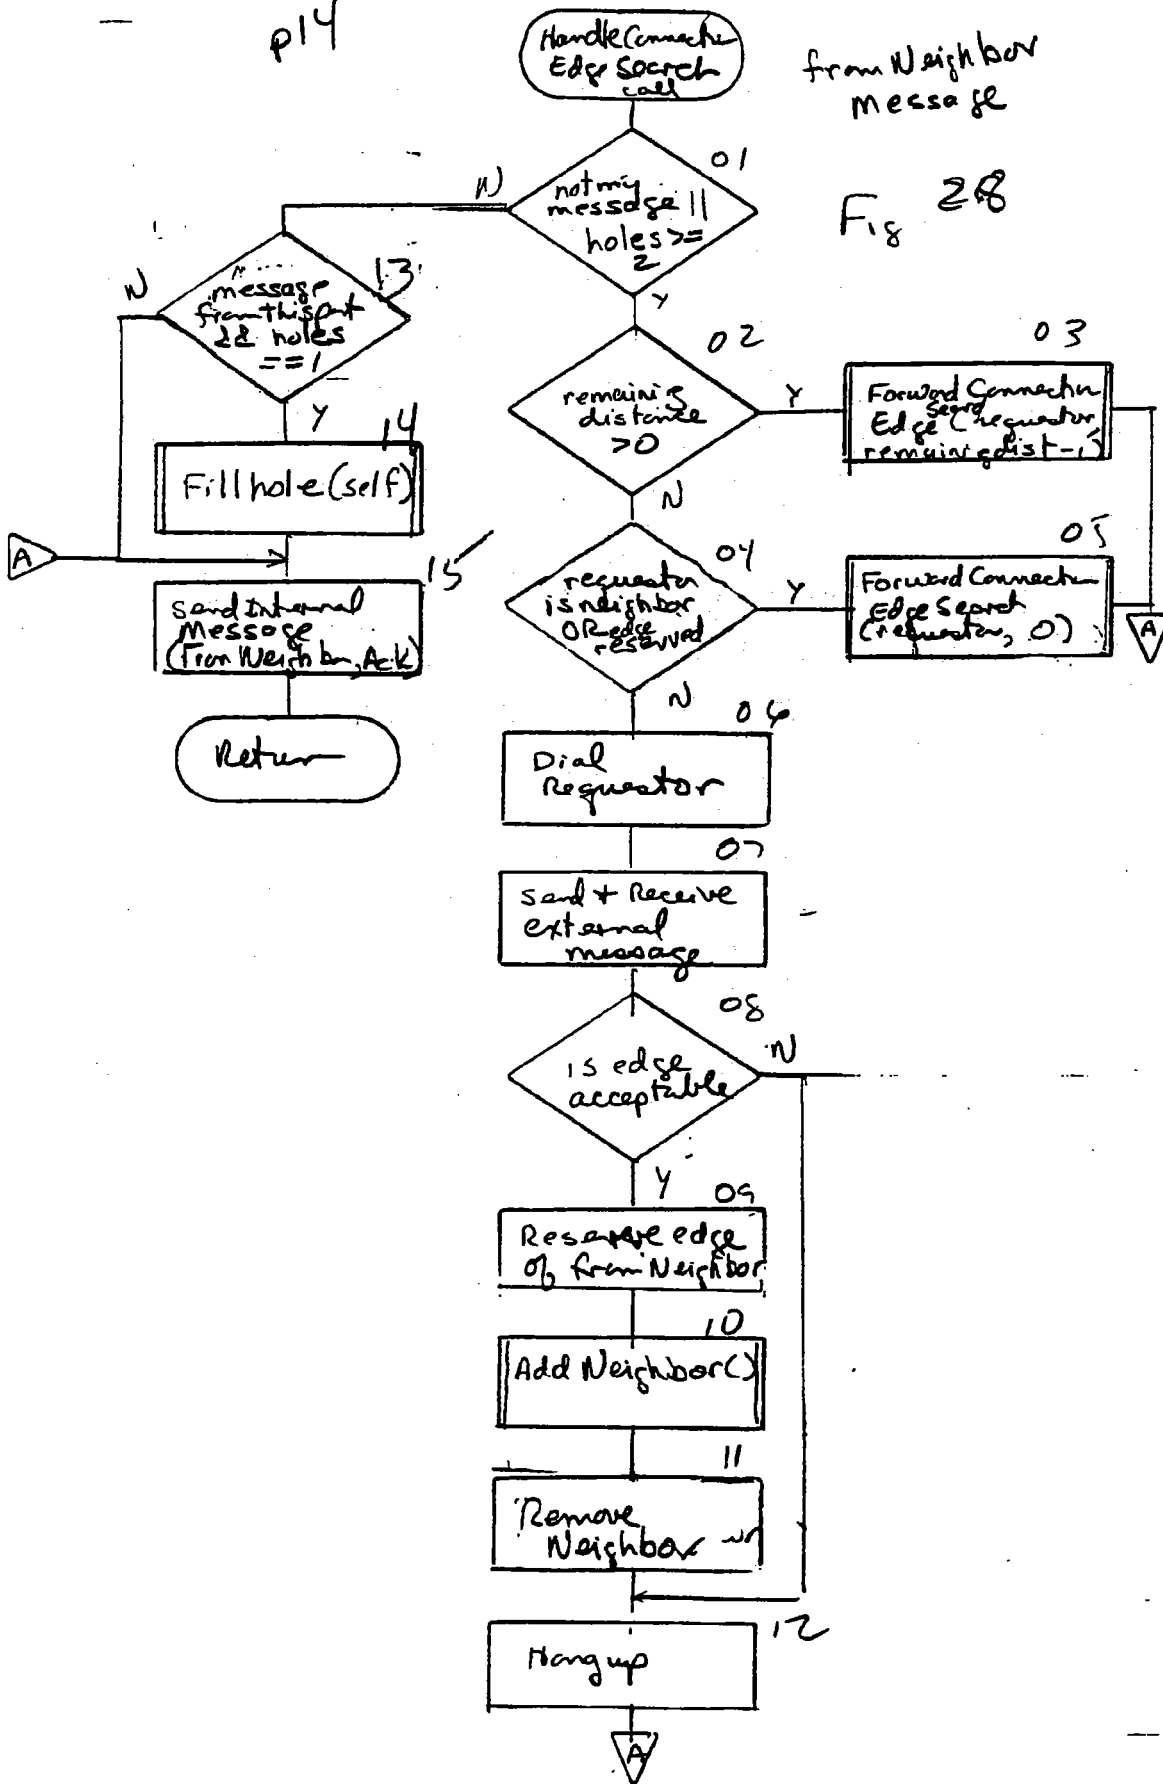 p14
Handle Connection
Edge Search
call
from Neighbor
message
Fig 28
01
not my
message ||
holes >=
2
N
Y
13
message
from this port
&& holes
== 1
N
Y
14
Fill hole (self)
A
15
Send Internal
Message
(from Neighbor, Ack)
Return
02
remaining
distance
>0
Y
N
03
Forward Connection
Edge Search (requestor
remaining dist -1)
04
requestor
is neighbor
OR edge
reserved
Y
N
05
Forward Connection
Edge Search
(requestor, 0)
A
06
Dial
Requestor
07
Send + Receive
external
message
08
is edge
acceptable
N
Y
09
Reserve edge
of from Neighbor
10
Add Neighbor()
11
Remove
Neighbor
12
Hang up
A